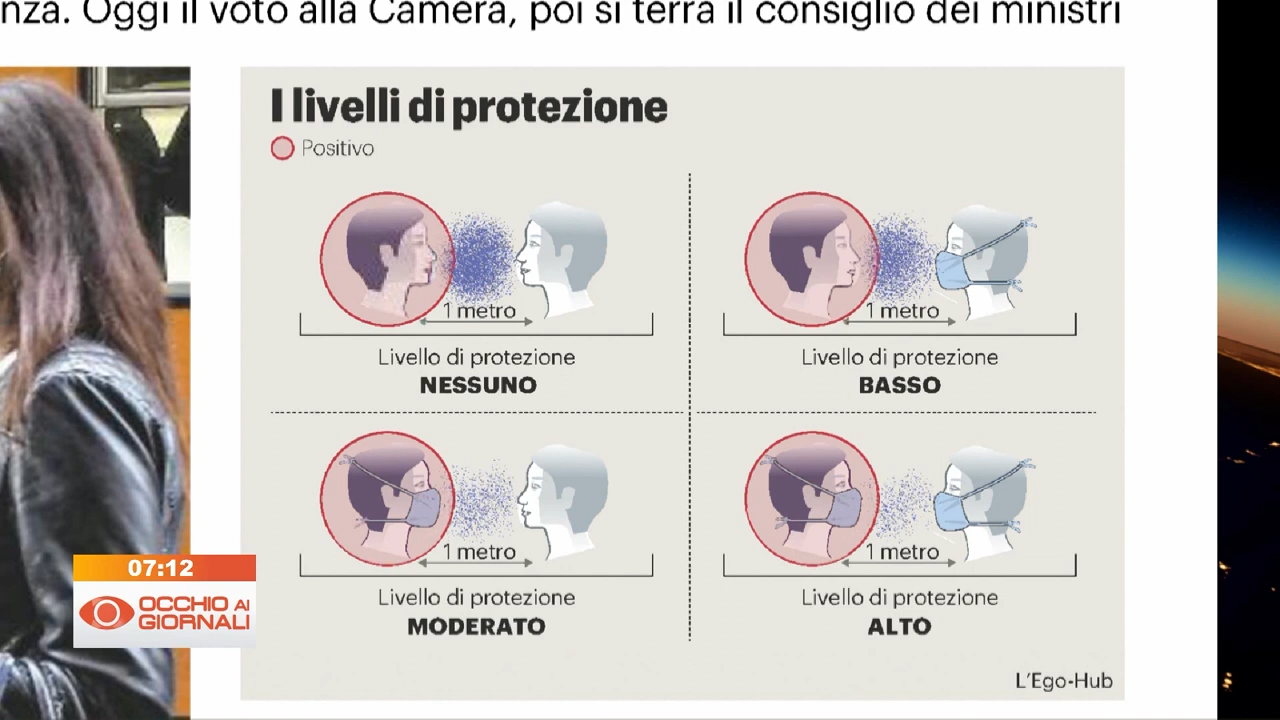 nza. Oggi il voto alla Camera, poi si terrà il consiglio dei ministri
I livelli di protezione
Positivo
1 metro
Livello di protezione
NESSUNO
1 metro
Livello di protezione
BASSO
1 metro
Livello di protezione
MODERATO
1 metro
Livello di protezione
ALTO
L'Ego-Hub
07:12
OCCHIO AI
GIORNALI